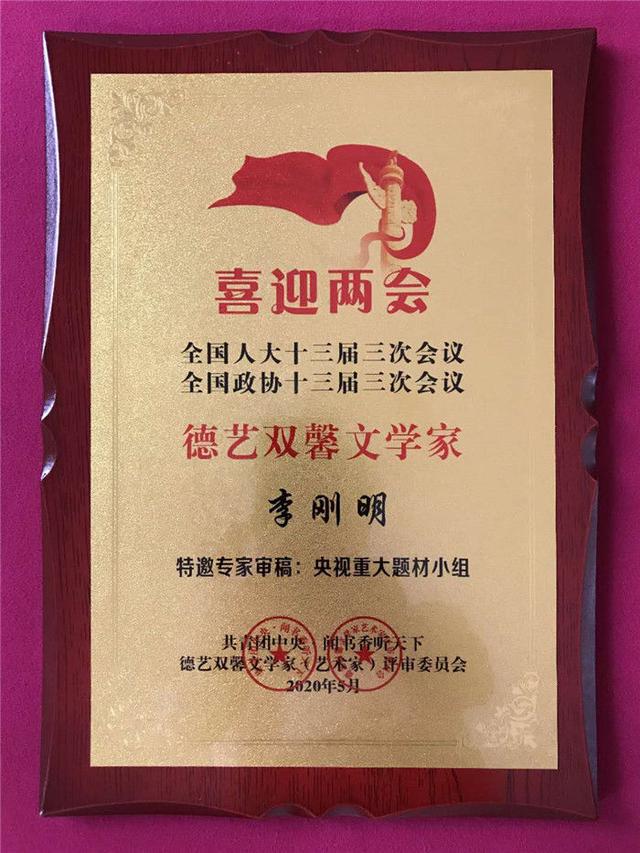 喜迎两会
全国人大十三届三次会议
全国政协十三届三次会议
德艺双馨文学家
李刚明
特邀专家审稿：央视重大题材小组
共青团中央·闻书香听天下
德艺双馨文学家（艺术家）评审委员会
2020年5月